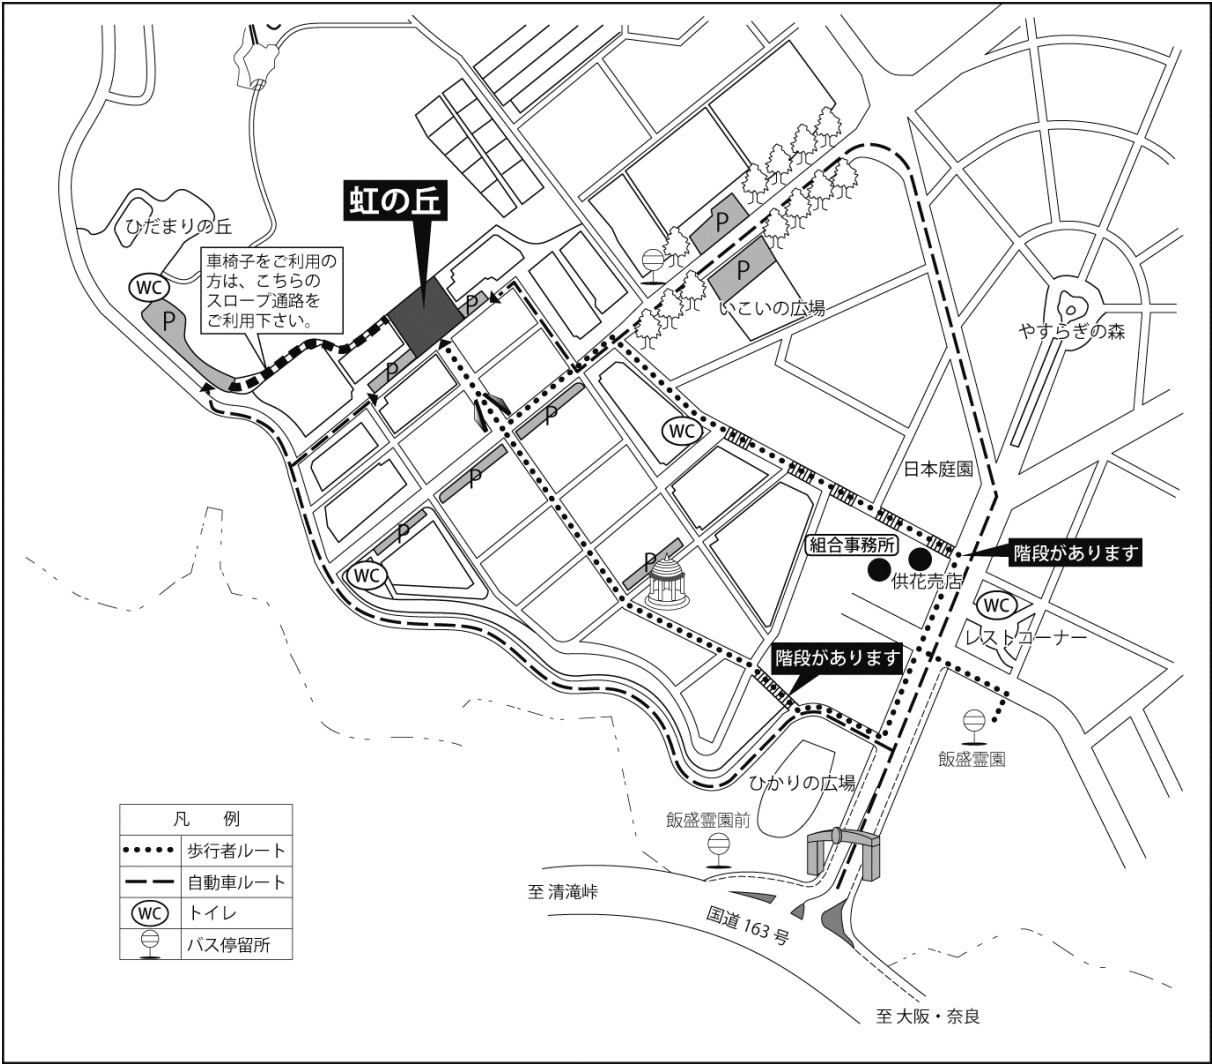 虹の丘
ひだまりの丘
車椅子をご利用の
方は、こちらの
スロープ通路を
ご利用下さい。
WC
P
P
P
P
P
いこいの広場
やすらぎの森
WC
P
P
P
P
WC
日本庭園
組合事務所
供花売店
階段があります
WC
レストコーナー
階段があります
飯盛霊園
ひかりの広場
飯盛霊園前
至 清滝峠
国道 163 号
至 大阪・奈良
凡 例
歩行者ルート
自動車ルート
WC トイレ
バス停留所